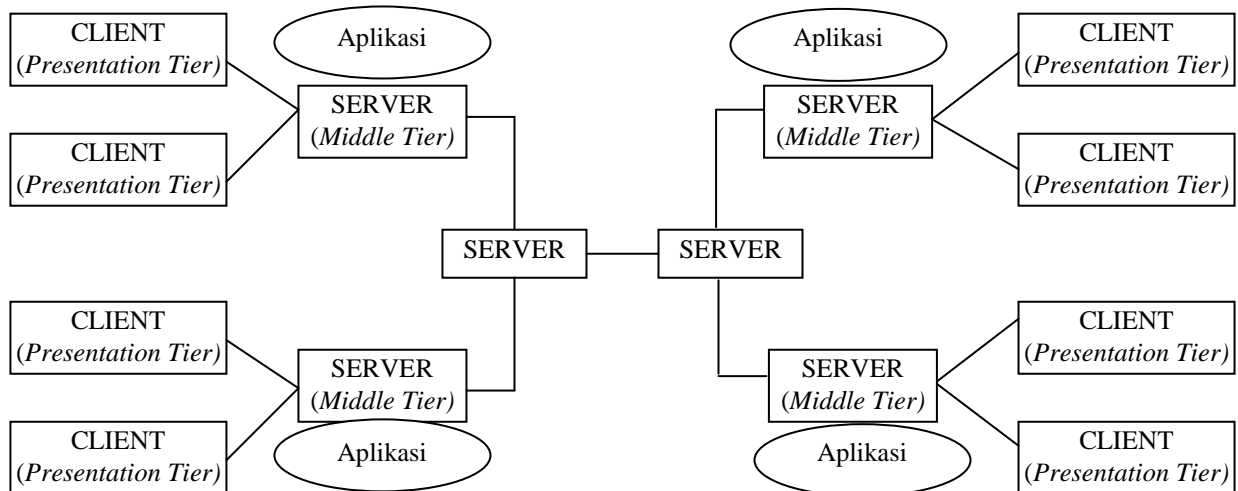 CLIENT
(Presentation Tier)
Aplikasi
SERVER
(Middle Tier)
CLIENT
(Presentation Tier)
Aplikasi
SERVER
(Middle Tier)
CLIENT
(Presentation Tier)
CLIENT
(Presentation Tier)
SERVER
SERVER
CLIENT
(Presentation Tier)
SERVER
(Middle Tier)
Aplikasi
CLIENT
(Presentation Tier)
SERVER
(Middle Tier)
Aplikasi
CLIENT
(Presentation Tier)
CLIENT
(Presentation Tier)